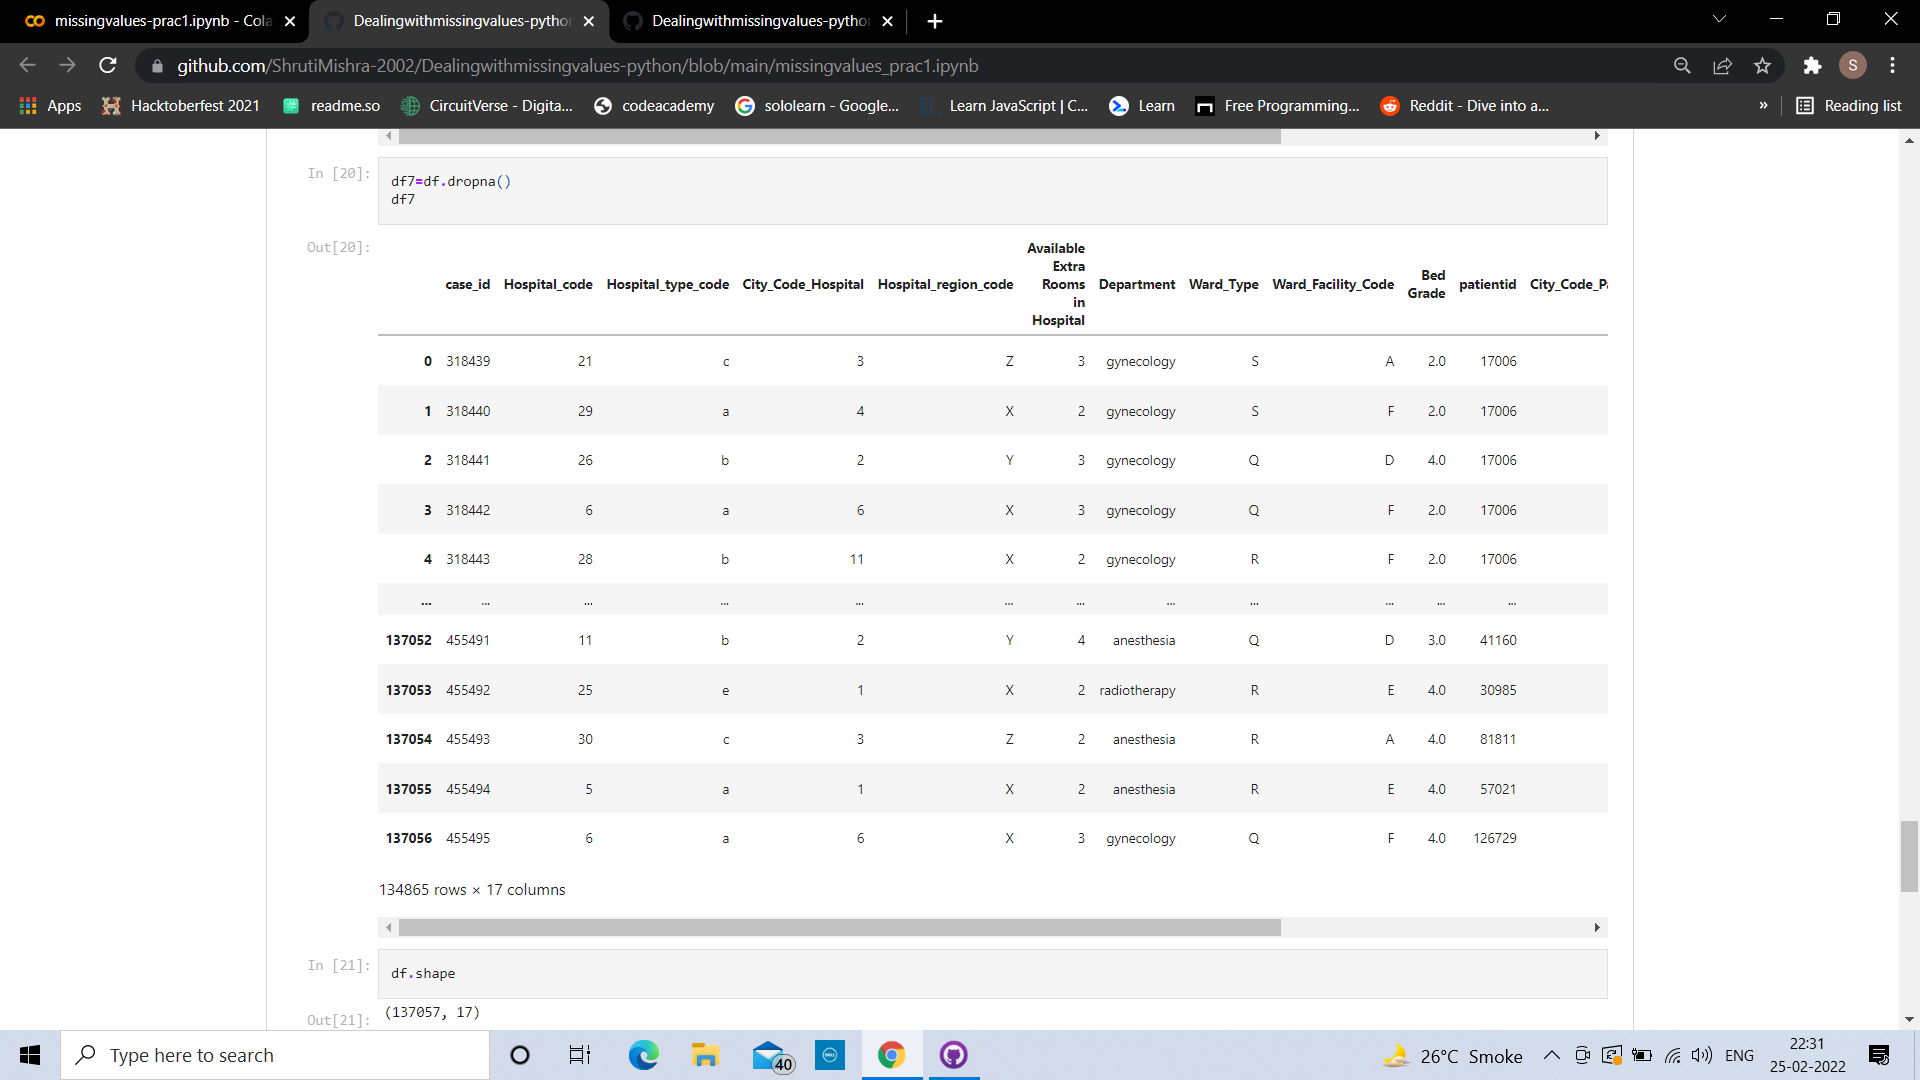 missingvalues-prac1.ipynb - Cola
Dealingwithmissingvalues-pythor
Dealingwithmissingvalues-pythor
github.com/ShrutiMishra-2002/Dealingwithmissingvalues-python/blob/main/missingvalues_prac1.ipynb
S
Apps Hacktoberfest 2021 readme.so CircuitVerse - Digita... codeacademy sololearn - Google... Learn JavaScript | C... Learn Free Programming... Reddit - Dive into a... » Reading list
In [20]:
df7=df.dropna()
df7
Out[20]:
case_id Hospital_code Hospital_type_code City_Code_Hospital Hospital_region_code Available Extra Rooms in Hospital Department Ward_Type Ward_Facility_Code Bed Grade patientid City_Code_Pa
0 318439 21 c 3 Z 3 gynecology S A 2.0 17006
1 318440 29 a 4 X 2 gynecology S F 2.0 17006
2 318441 26 b 2 Y 3 gynecology Q D 4.0 17006
3 318442 6 a 6 X 3 gynecology Q F 2.0 17006
4 318443 28 b 11 X 2 gynecology R F 2.0 17006
... ... ... ... ... ... ... ... ... ... ... ...
137052 455491 11 b 2 Y 4 anesthesia Q D 3.0 41160
137053 455492 25 e 1 X 2 radiotherapy R E 4.0 30985
137054 455493 30 c 3 Z 2 anesthesia R A 4.0 81811
137055 455494 5 a 1 X 2 anesthesia R E 4.0 57021
137056 455495 6 a 6 X 3 gynecology Q F 4.0 126729
134865 rows × 17 columns
In [21]:
df.shape
Out[21]:
(137057, 17)
Type here to search
40
DELL
26°C Smoke
ENG
22:31
25-02-2022